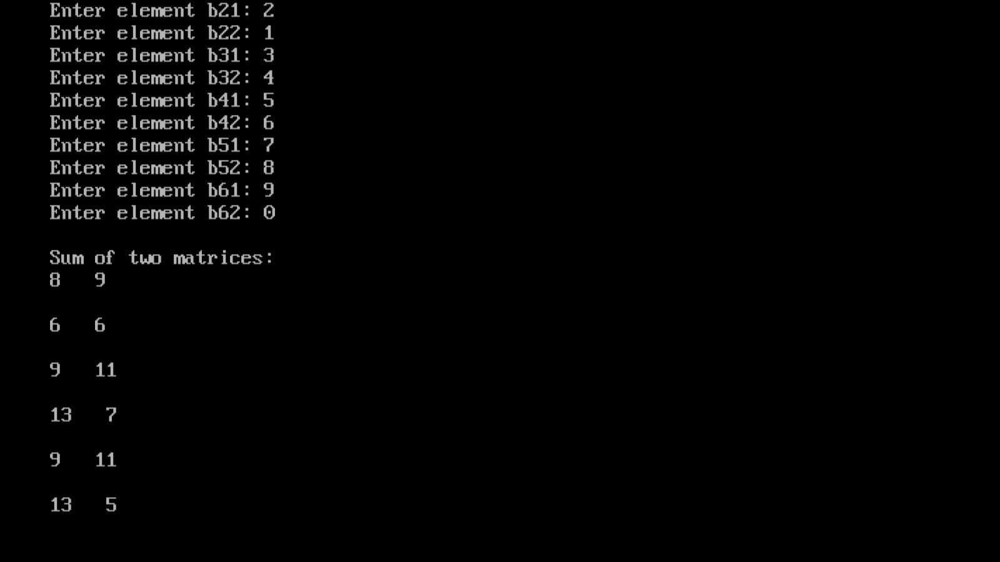 Enter element b21: 2
Enter element b22: 1
Enter element b31: 3
Enter element b32: 4
Enter element b41: 5
Enter element b42: 6
Enter element b51: 7
Enter element b52: 8
Enter element b61: 9
Enter element b62: 0
Sum of two matrices:
8   9
6   6
9   11
13   7
9   11
13   5